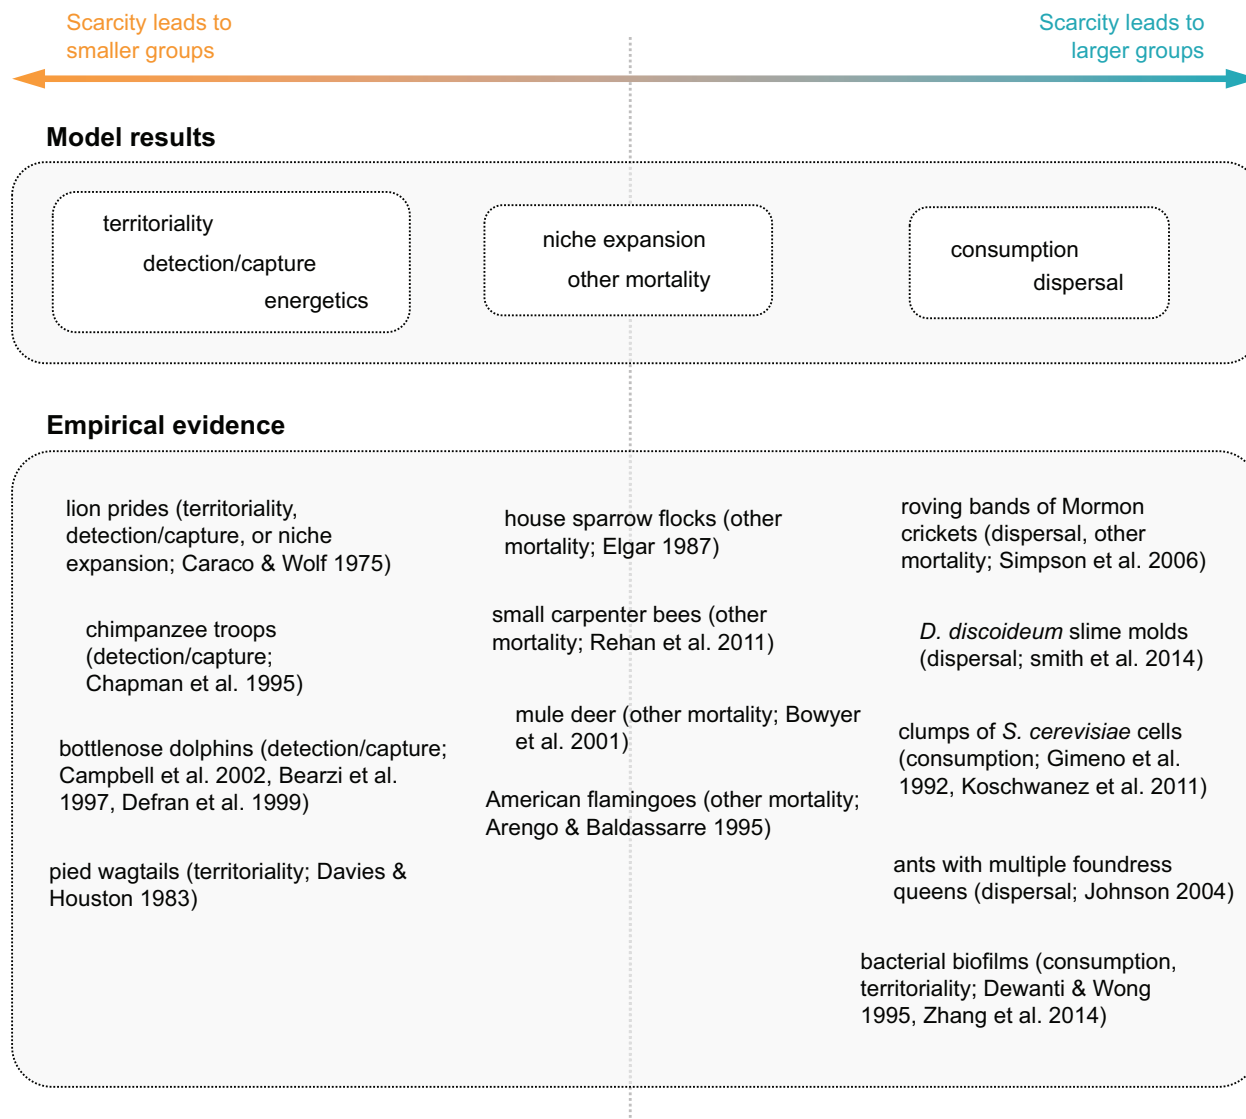 Scarcity leads to
smaller groups
Scarcity leads to
larger groups
Model results
territoriality
detection/capture
energetics
niche expansion
other mortality
consumption
dispersal
Empirical evidence
lion prides (territoriality,
detection/capture, or niche
expansion; Caraco & Wolf 1975)
chimpanzee troops
(detection/capture;
Chapman et al. 1995)
bottlenose dolphins (detection/capture;
Campbell et al. 2002, Bearzi et al.
1997, Defran et al. 1999)
pied wagtails (territoriality; Davies &
Houston 1983)
house sparrow flocks (other
mortality; Elgar 1987)
small carpenter bees (other
mortality; Rehan et al. 2011)
mule deer (other mortality; Bowyer
et al. 2001)
American flamingoes (other mortality;
Arengo & Baldassarre 1995)
roving bands of Mormon
crickets (dispersal, other
mortality; Simpson et al. 2006)
D. discoideum slime molds
(dispersal; smith et al. 2014)
clumps of S. cerevisiae cells
(consumption; Gimeno et al.
1992, Koschwanez et al. 2011)
ants with multiple foundress
queens (dispersal; Johnson 2004)
bacterial biofilms (consumption,
territoriality; Dewanti & Wong
1995, Zhang et al. 2014)